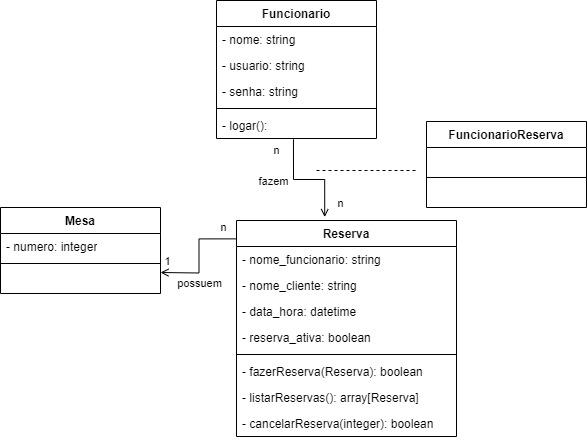 Funcionario
- nome: string
- usuario: string
- senha: string
- logar():
n
fazem
n
FuncionarioReserva
Mesa
- numero: integer
1
possuem
n
Reserva
- nome_funcionario: string
- nome_cliente: string
- data_hora: datetime
- reserva_ativa: boolean
- fazerReserva(Reserva): boolean
- listarReservas(): array[Reserva]
- cancelarReserva(integer): boolean